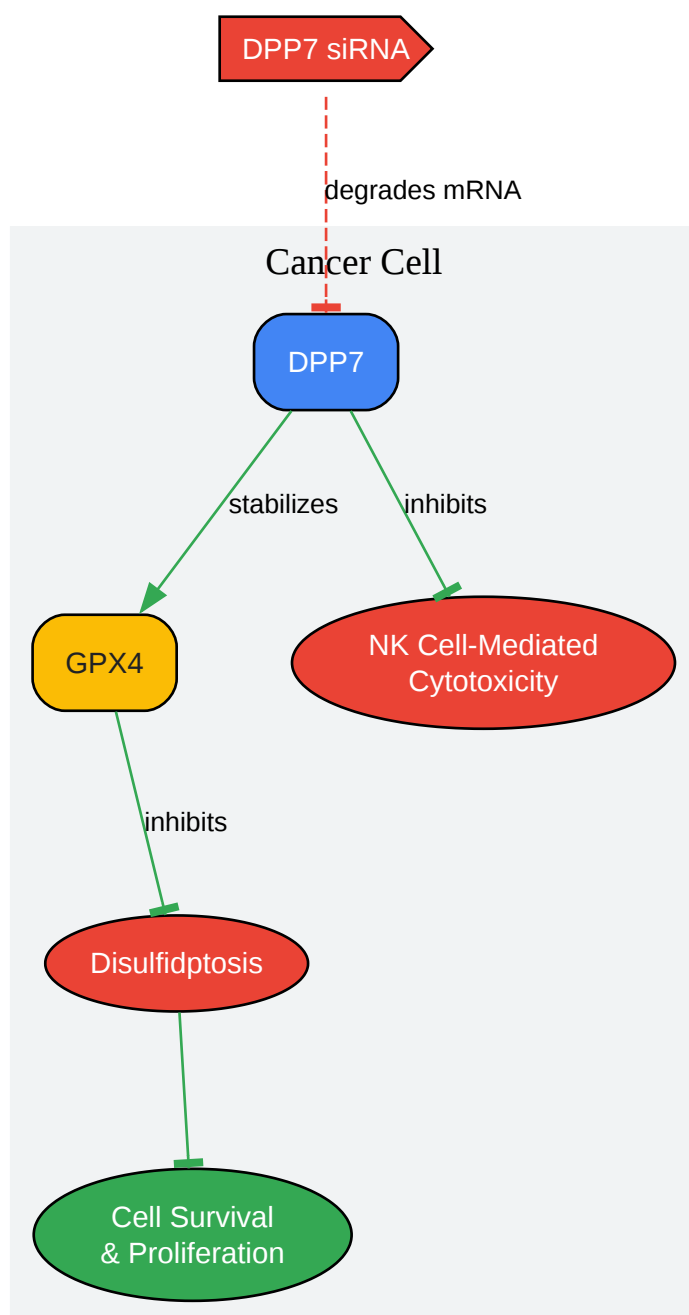 DPP7 siRNA
degrades mRNA
Cancer Cell
DPP7
stabilizes
inhibits
GPX4
NK Cell-Mediated
Cytotoxicity
inhibits
Disulfidptosis
Cell Survival
& Proliferation